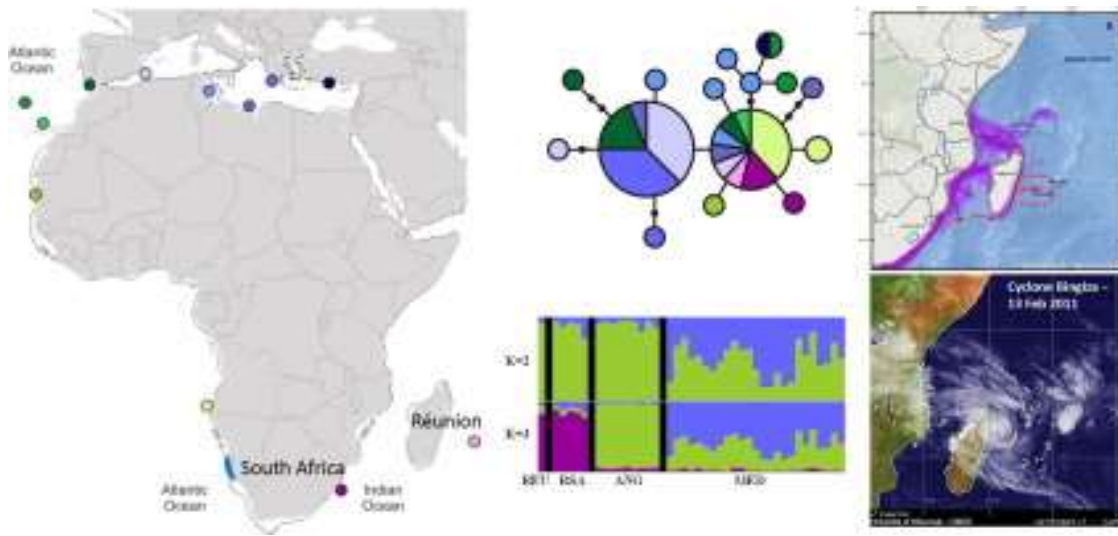 Atlantic
Ocean
Réunion
South Africa
Atlantic
Ocean
Indian
Ocean
K=2
K=3
REU
RSA
ANG
MED
Cyclone Bingiza –
13 Feb 2011